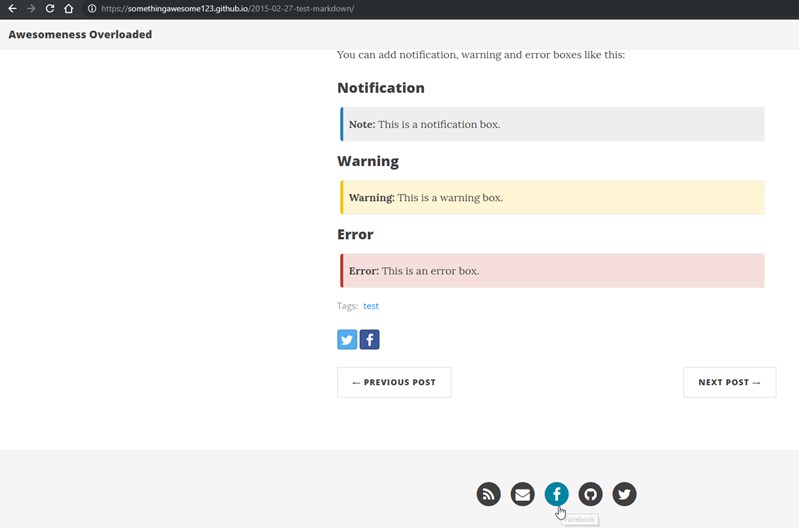 https://somethingawesome123.github.io/2015-02-27-test-markdown/
Awesomeness Overloaded
You can add notification, warning and error boxes like this:
Notification
Note: This is a notification box.
Warning
Warning: This is a warning box.
Error
Error: This is an error box.
Tags: test
← PREVIOUS POST
NEXT POST →
Facebook